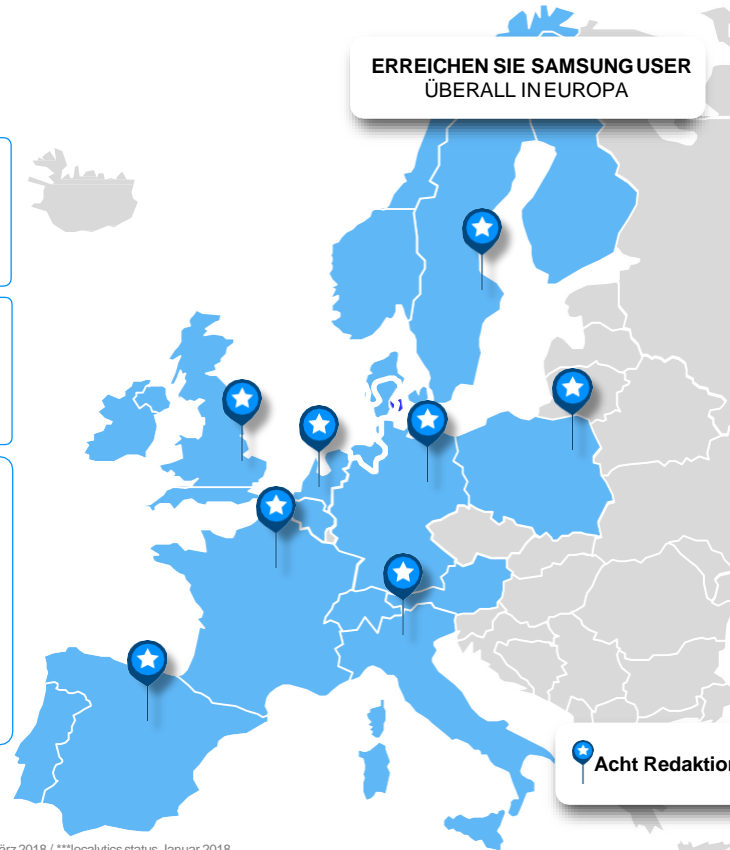 ERREICHEN SIE SAMSUNG USER
ÜBERALL IN EUROPA
Acht Redaktion
ärz 2018 / ***localytics status Januar 2018